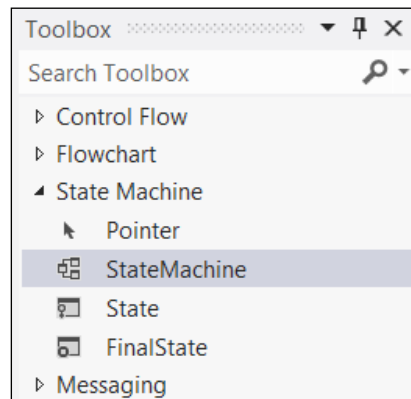 Toolbox
Search Toolbox
Control Flow
Flowchart
State Machine
Pointer
StateMachine
State
FinalState
Messaging